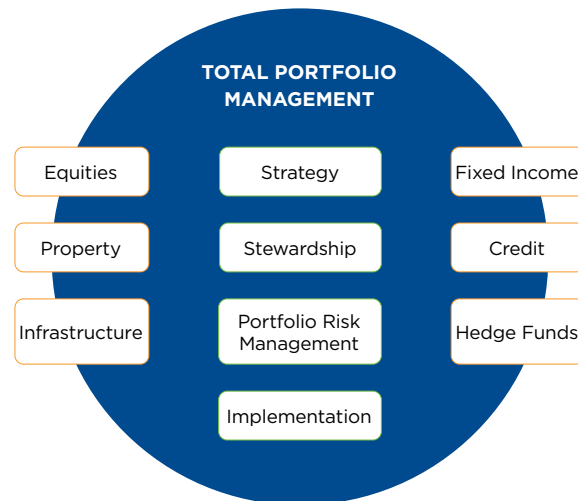 TOTAL PORTFOLIO
MANAGEMENT
Equities
Strategy
Fixed Income
Property
Stewardship
Credit
Infrastructure
Portfolio Risk
Management
Hedge Funds
Implementation